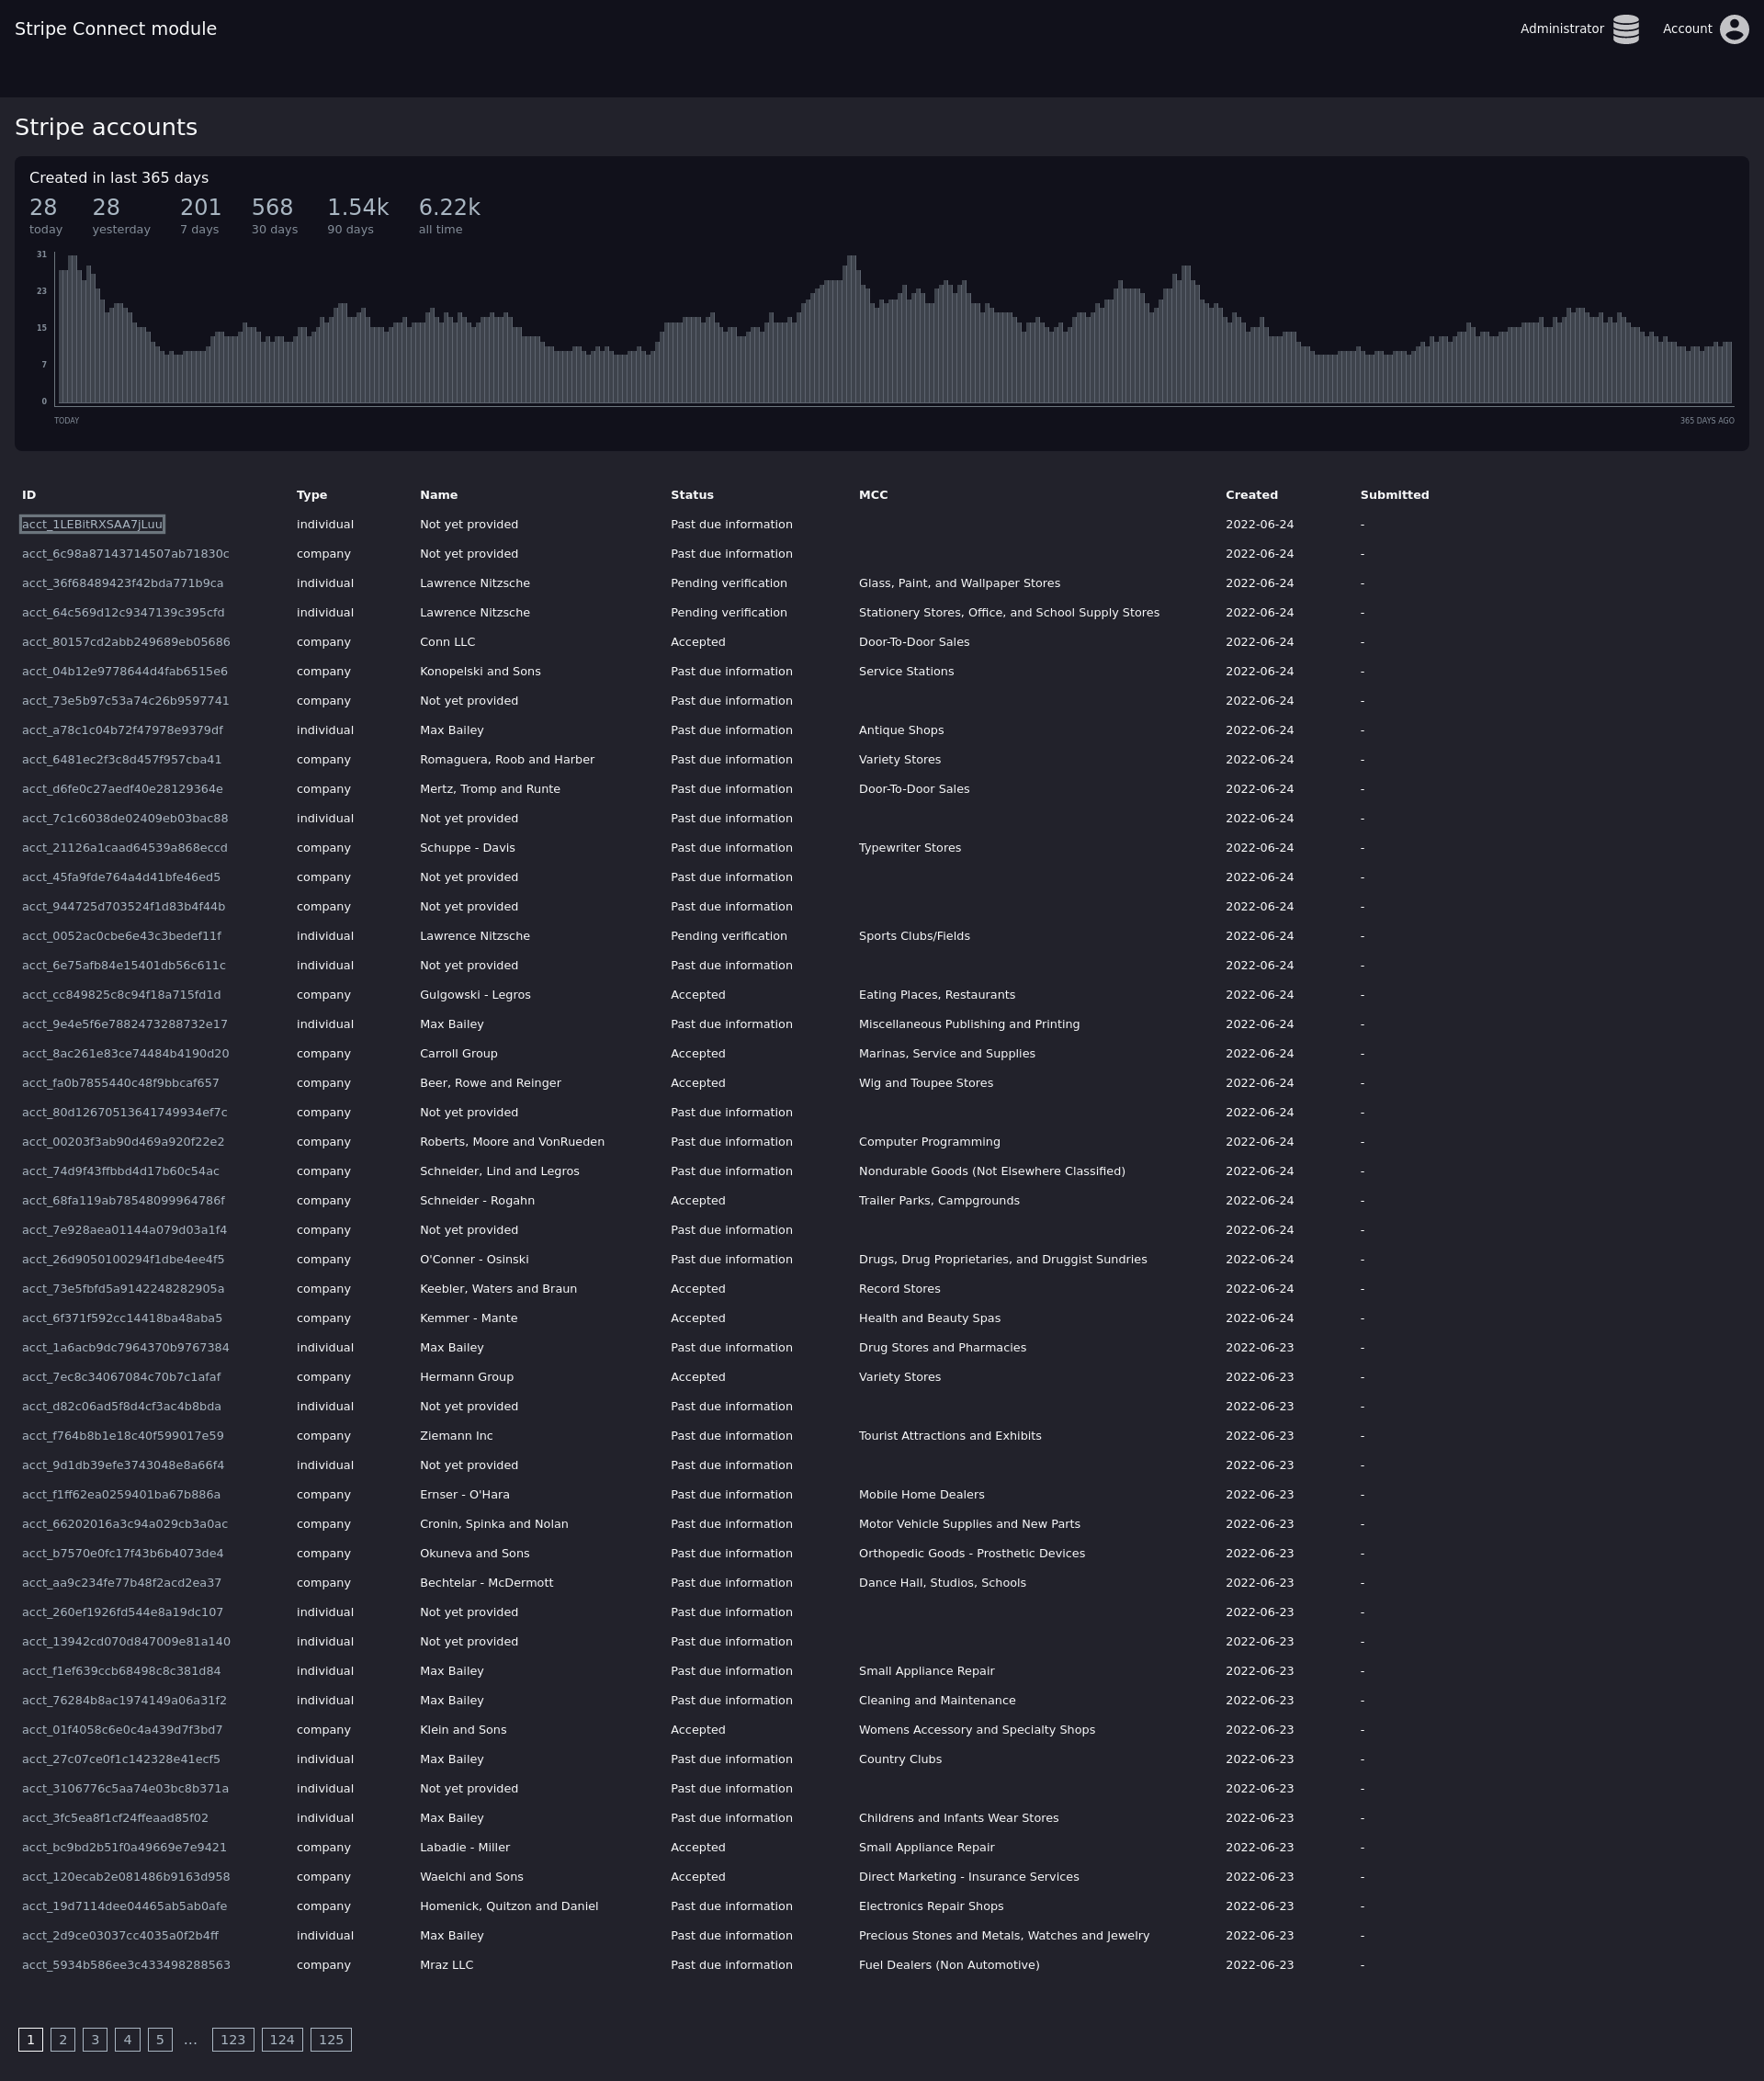 Stripe Connect module
Administrator
Account
Stripe accounts
Created in last 365 days
28 28 201 568 1.54k 6.22k
today yesterday 7 days 30 days 90 days all time
31
23
15
7
0
TODAY 365 DAYS AGO
ID Type Name Status MCC Created Submitted
acct_1LEBitRXSAA7jLuu individual Not yet provided Past due information 2022-06-24 -
acct_6c98a87143714507ab71830c company Not yet provided Past due information 2022-06-24 -
acct_36f68489423f42bda771b9ca individual Lawrence Nitzsche Pending verification Glass, Paint, and Wallpaper Stores 2022-06-24 -
acct_64c569d12c9347139c395cfd individual Lawrence Nitzsche Pending verification Stationery Stores, Office, and School Supply Stores 2022-06-24 -
acct_80157cd2abb249689eb05686 company Conn LLC Accepted Door-To-Door Sales 2022-06-24 -
acct_04b12e9778644d4fab6515e6 company Konopelski and Sons Past due information Service Stations 2022-06-24 -
acct_73e5b97c53a74c26b9597741 company Not yet provided Past due information 2022-06-24 -
acct_a78c1c04b72f47978e9379df individual Max Bailey Past due information Antique Shops 2022-06-24 -
acct_6481ec2f3c8d457f957cba41 company Romaguera, Roob and Harber Past due information Variety Stores 2022-06-24 -
acct_d6fe0c27aedf40e28129364e company Mertz, Tromp and Runte Past due information Door-To-Door Sales 2022-06-24 -
acct_7c1c6038de02409eb03bac88 individual Not yet provided Past due information 2022-06-24 -
acct_21126a1caad64539a868eccd company Schuppe - Davis Past due information Typewriter Stores 2022-06-24 -
acct_45fa9fde764a4d41bfe46ed5 company Not yet provided Past due information 2022-06-24 -
acct_944725d703524f1d83b4f44b company Not yet provided Past due information 2022-06-24 -
acct_0052ac0cbe6e43c3bedef11f individual Lawrence Nitzsche Pending verification Sports Clubs/Fields 2022-06-24 -
acct_6e75afb84e15401db56c611c individual Not yet provided Past due information 2022-06-24 -
acct_cc849825c8c94f18a715fd1d company Gulgowski - Legros Accepted Eating Places, Restaurants 2022-06-24 -
acct_9e4e5f6e7882473288732e17 individual Max Bailey Past due information Miscellaneous Publishing and Printing 2022-06-24 -
acct_8ac261e83ce74484b4190d20 company Carroll Group Accepted Marinas, Service and Supplies 2022-06-24 -
acct_fa0b7855440c48f9bbcaf657 company Beer, Rowe and Reinger Accepted Wig and Toupee Stores 2022-06-24 -
acct_80d12670513641749934ef7c company Not yet provided Past due information 2022-06-24 -
acct_00203f3ab90d469a920f22e2 company Roberts, Moore and VonRueden Past due information Computer Programming 2022-06-24 -
acct_74d9f43ffbbd4d17b60c54ac company Schneider, Lind and Legros Past due information Nondurable Goods (Not Elsewhere Classified) 2022-06-24 -
acct_68fa119ab78548099964786f company Schneider - Rogahn Accepted Trailer Parks, Campgrounds 2022-06-24 -
acct_7e928aea01144a079d03a1f4 company Not yet provided Past due information 2022-06-24 -
acct_26d9050100294f1dbe4ee4f5 company O'Conner - Osinski Past due information Drugs, Drug Proprietaries, and Druggist Sundries 2022-06-24 -
acct_73e5fbfd5a9142248282905a company Keebler, Waters and Braun Accepted Record Stores 2022-06-24 -
acct_6f371f592cc14418ba48aba5 company Kemmer - Mante Accepted Health and Beauty Spas 2022-06-24 -
acct_1a6acb9dc7964370b9767384 individual Max Bailey Past due information Drug Stores and Pharmacies 2022-06-23 -
acct_7ec8c34067084c70b7c1afaf company Hermann Group Accepted Variety Stores 2022-06-23 -
acct_d82c06ad5f8d4cf3ac4b8bda individual Not yet provided Past due information 2022-06-23 -
acct_f764b8b1e18c40f599017e59 company Ziemann Inc Past due information Tourist Attractions and Exhibits 2022-06-23 -
acct_9d1db39efe3743048e8a66f4 individual Not yet provided Past due information 2022-06-23 -
acct_f1ff62ea0259401ba67b886a company Ernser - O'Hara Past due information Mobile Home Dealers 2022-06-23 -
acct_66202016a3c94a029cb3a0ac company Cronin, Spinka and Nolan Past due information Motor Vehicle Supplies and New Parts 2022-06-23 -
acct_b7570e0fc17f43b6b4073de4 company Okuneva and Sons Past due information Orthopedic Goods - Prosthetic Devices 2022-06-23 -
acct_aa9c234fe77b48f2acd2ea37 company Bechtelar - McDermott Past due information Dance Hall, Studios, Schools 2022-06-23 -
acct_260ef1926fd544e8a19dc107 individual Not yet provided Past due information 2022-06-23 -
acct_13942cd070d847009e81a140 individual Not yet provided Past due information 2022-06-23 -
acct_f1ef639ccb68498c8c381d84 individual Max Bailey Past due information Small Appliance Repair 2022-06-23 -
acct_76284b8ac1974149a06a31f2 individual Max Bailey Past due information Cleaning and Maintenance 2022-06-23 -
acct_01f4058c6e0c4a439d7f3bd7 company Klein and Sons Accepted Womens Accessory and Specialty Shops 2022-06-23 -
acct_27c07ce0f1c142328e41ecf5 individual Max Bailey Past due information Country Clubs 2022-06-23 -
acct_3106776c5aa74e03bc8b371a individual Not yet provided Past due information 2022-06-23 -
acct_3fc5ea8f1cf24ffeaad85f02 individual Max Bailey Past due information Childrens and Infants Wear Stores 2022-06-23 -
acct_bc9bd2b51f0a49669e7e9421 company Labadie - Miller Accepted Small Appliance Repair 2022-06-23 -
acct_120ecab2e081486b9163d958 company Waelchi and Sons Accepted Direct Marketing - Insurance Services 2022-06-23 -
acct_19d7114dee04465ab5ab0afe company Homenick, Quitzon and Daniel Past due information Electronics Repair Shops 2022-06-23 -
acct_2d9ce03037cc4035a0f2b4ff individual Max Bailey Past due information Precious Stones and Metals, Watches and Jewelry 2022-06-23 -
acct_5934b586ee3c433498288563 company Mraz LLC Past due information Fuel Dealers (Non Automotive) 2022-06-23 -
1 2 3 4 5 ... 123 124 125